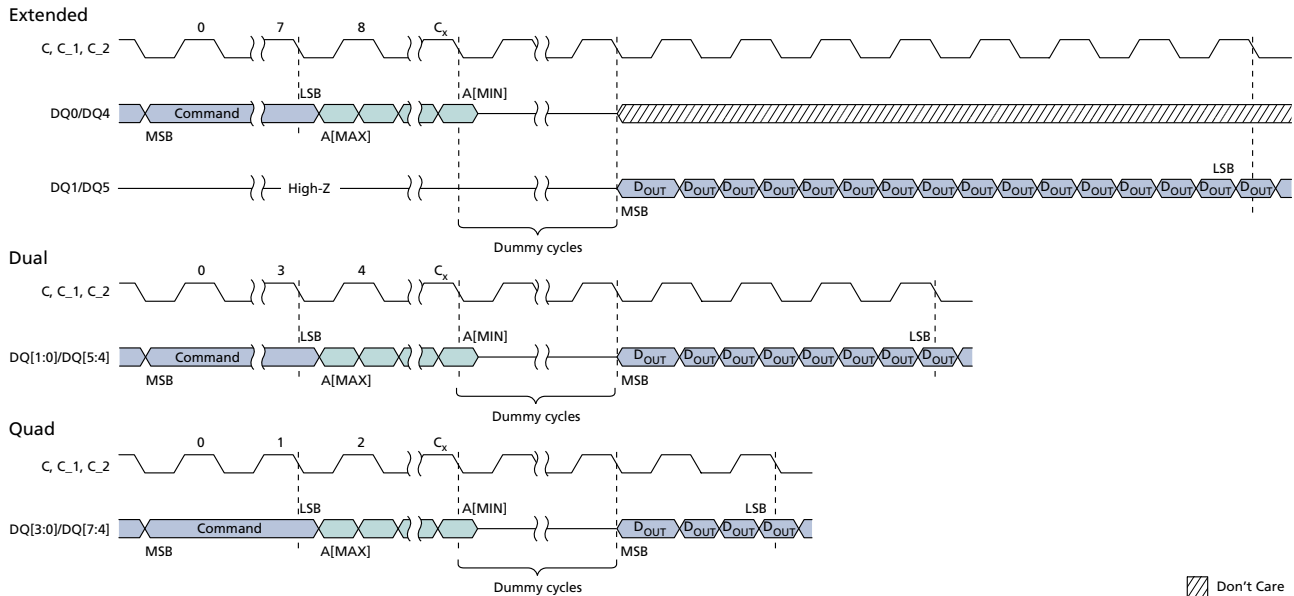 Extended
0 7 8 Cx
C, C_1, C_2
LSB A[MIN]
DQ0/DQ4 Command
MSB A[MAX]
LSB
DQ1/DQ5 High-Z DOUT DOUT DOUT DOUT DOUT DOUT DOUT DOUT DOUT DOUT DOUT DOUT DOUT DOUT DOUT DOUT
MSB
Dummy cycles
Dual
0 3 4 Cx
C, C_1, C_2
LSB A[MIN] LSB
DQ[1:0]/DQ[5:4] Command DOUT DOUT DOUT DOUT DOUT DOUT DOUT DOUT
MSB A[MAX] MSB
Dummy cycles
Quad
0 1 2 Cx
C, C_1, C_2
LSB A[MIN] LSB
DQ[3:0]/DQ[7:4] Command DOUT DOUT DOUT DOUT
MSB A[MAX] MSB
Dummy cycles
Don't Care